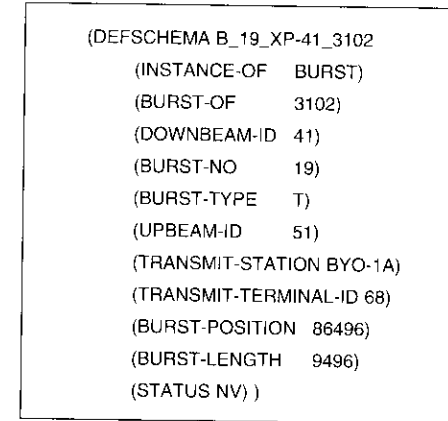 (DEFSCHEMA B_19_XP-41_3102
(INSTANCE-OF BURST)
(BURST-OF 3102)
(DOWNBEAM-ID 41)
(BURST-NO 19)
(BURST-TYPE T)
(UPBEAM-ID 51)
(TRANSMIT-STATION BYO-1A)
(TRANSMIT-TERMINAL-ID 68)
(BURST-POSITION 86496)
(BURST-LENGTH 9496)
(STATUS NV) )